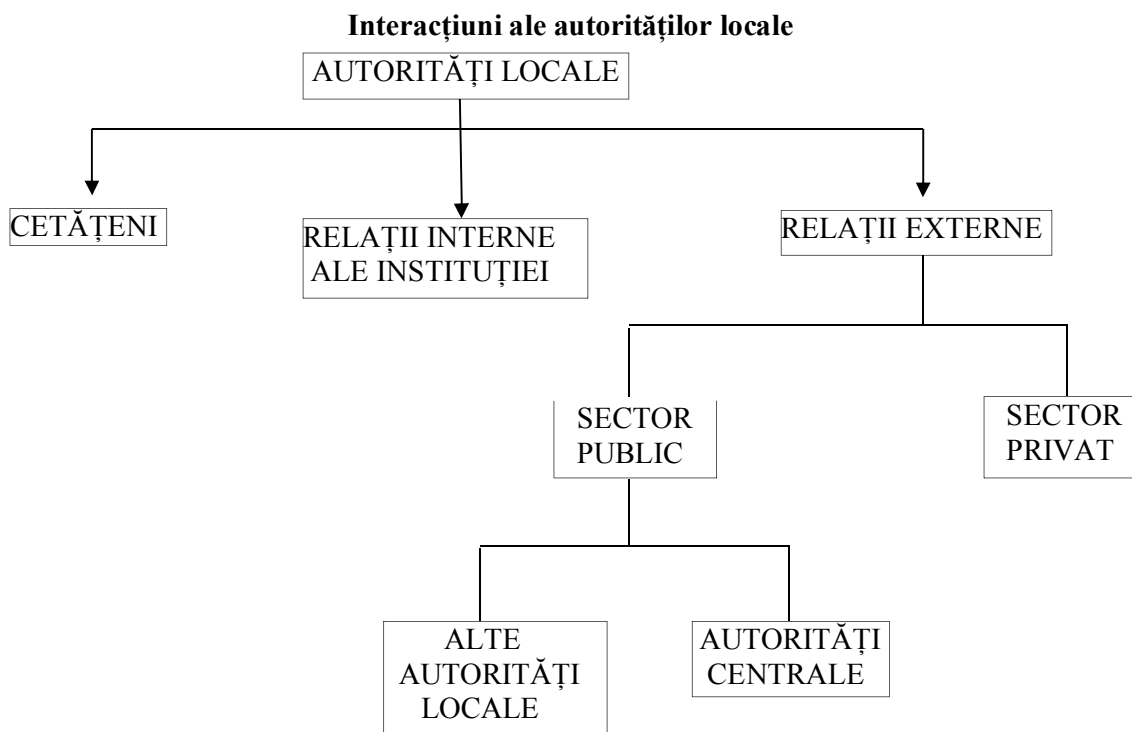 Interacțiuni ale autorităților locale
AUTORITĂȚI LOCALE
CETĂȚENI
RELAȚII INTERNE
ALE INSTITUȚIEI
RELAȚII EXTERNE
SECTOR
PUBLIC
SECTOR
PRIVAT
ALTE
AUTORITĂȚI
LOCALE
AUTORITĂȚI
CENTRALE